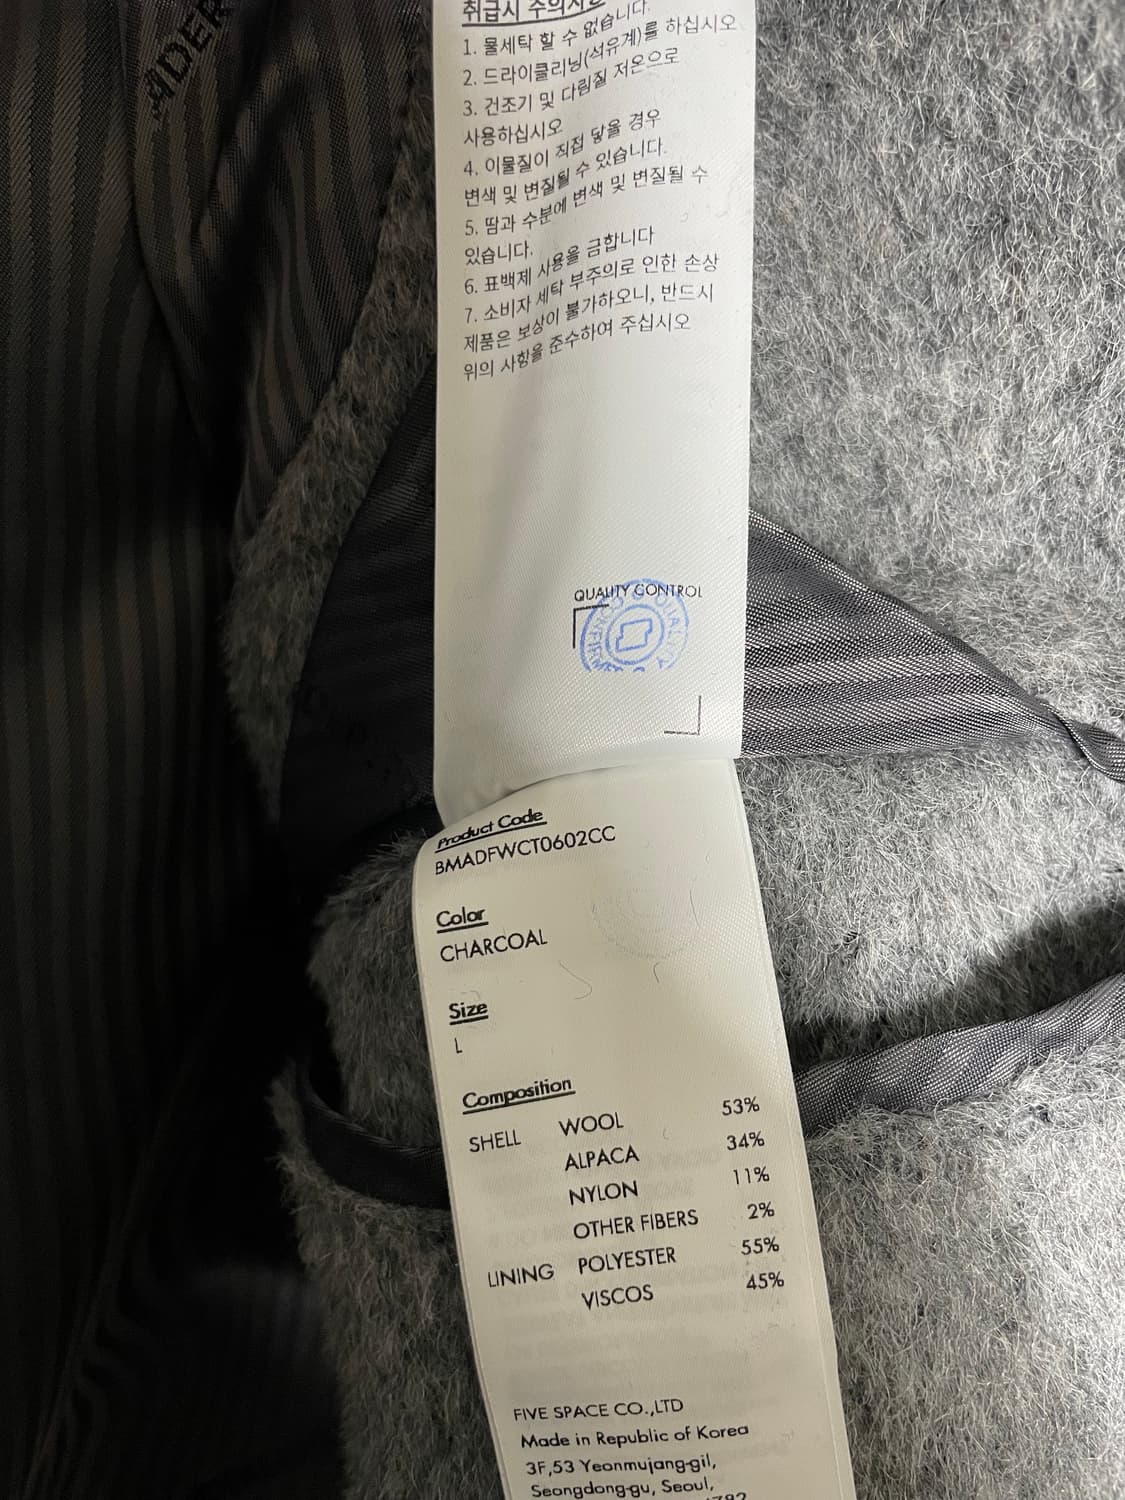 ADER
취급시 주의사항
1. 물세탁 할 수 없습니다.
2. 드라이클리닝(석유계)를 하십시오
3. 건조기 및 다림질 저온으로
사용하십시오
4. 이물질이 직접 닿을 경우
변색 및 변질될 수 있습니다.
5. 땀과 수분에 변색 및 변질될 수
있습니다.
6. 표백제 사용을 금합니다
7. 소비자 세탁 부주의로 인한 손상
제품은 보상이 불가하오니, 반드시
위의 사항을 준수하여 주십시오
QUALITY CONTROL
QUALITY
Product Code
BMADFWCT0602CC
Color
CHARCOAL
Size
L
Composition
SHELL WOOL 53%
ALPACA 34%
NYLON 11%
OTHER FIBERS 2%
LINING POLYESTER 55%
VISCOS 45%
FIVE SPACE CO.,LTD
Made in Republic of Korea
3F,53 Yeonmujang-gil,
Seongdong-gu, Seoul,